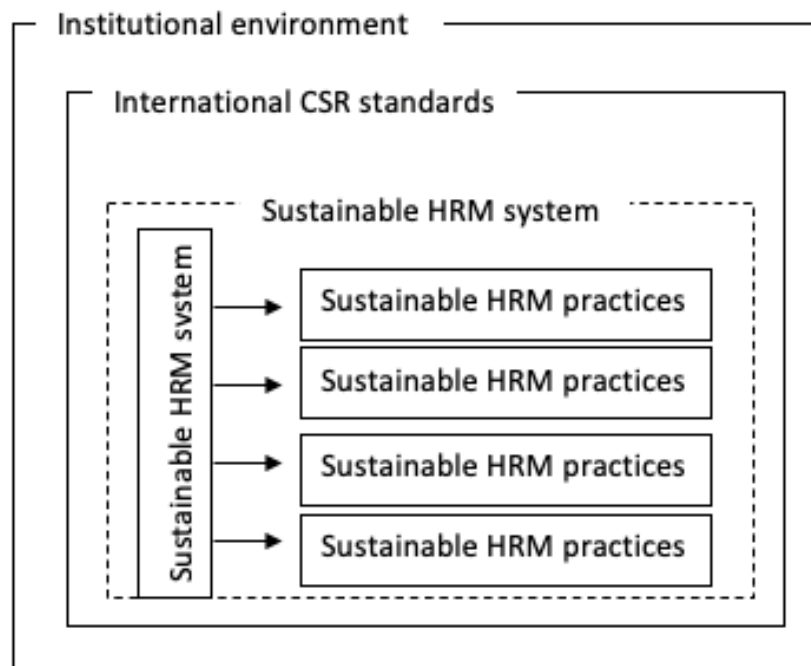 Institutional environment
International CSR standards
Sustainable HRM system
Sustainable HRM system
Sustainable HRM practices
Sustainable HRM practices
Sustainable HRM practices
Sustainable HRM practices